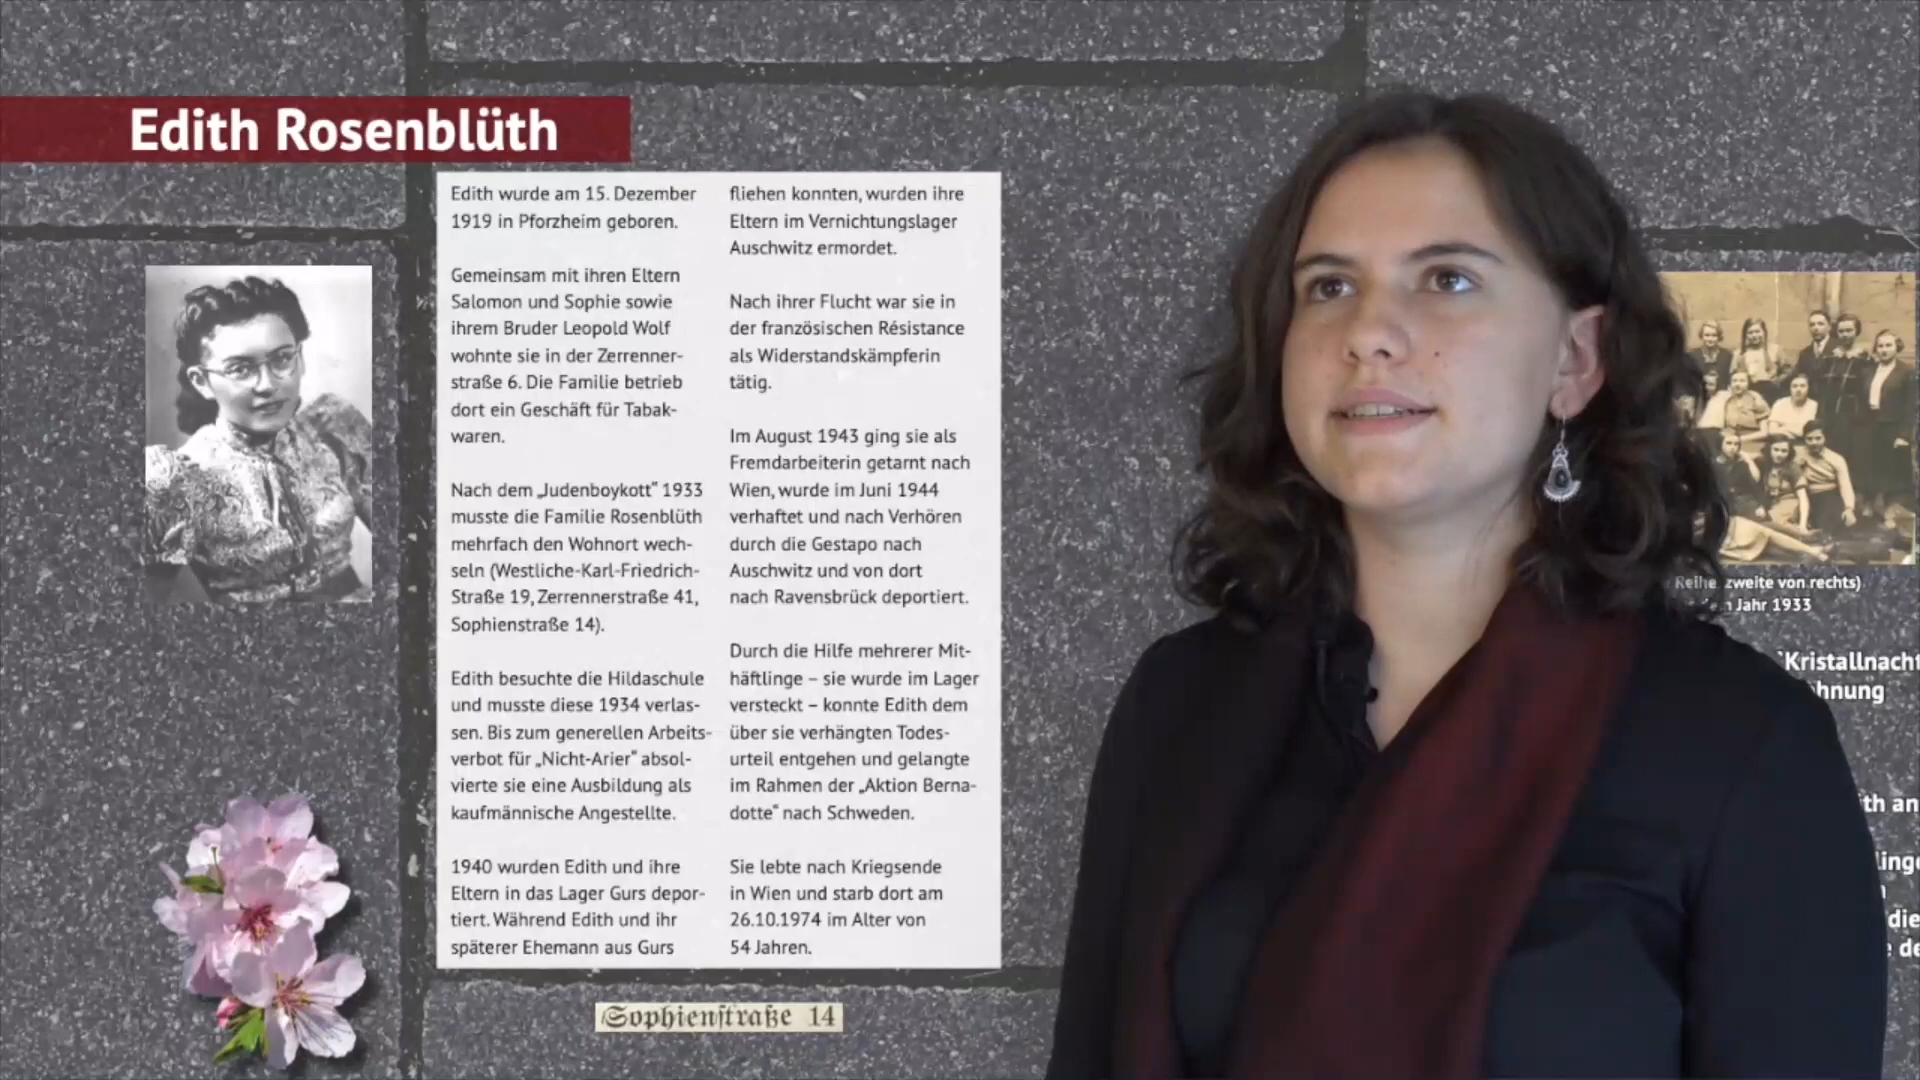 Edith Rosenblüth
Edith wurde am 15. Dezember
1919 in Pforzheim geboren.
Gemeinsam mit ihren Eltern
Salomon und Sophie sowie
ihrem Bruder Leopold Wolf
wohnte sie in der Zerrenner-
straße 6. Die Familie betrieb
dort ein Geschäft für Tabak-
waren.
Nach dem „Judenboykott“ 1933
musste die Familie Rosenblüth
mehrfach den Wohnort wech-
seln (Westliche-Karl-Friedrich-
Straße 19, Zerrennerstraße 41,
Sophienstraße 14).
Edith besuchte die Hildaschule
und musste diese 1934 verlas-
sen. Bis zum generellen Arbeits-
verbot für „Nicht-Arier“ absol-
vierte sie eine Ausbildung als
kaufmännische Angestellte.
1940 wurden Edith und ihre
Eltern in das Lager Gurs depor-
tiert. Während Edith und ihr
späterer Ehemann aus Gurs
fliehen konnten, wurden ihre
Eltern im Vernichtungslager
Auschwitz ermordet.
Nach ihrer Flucht war sie in
der französischen Résistance
als Widerstandskämpferin
tätig.
Im August 1943 ging sie als
Fremdarbeiterin getarnt nach
Wien, wurde im Juni 1944
verhaftet und nach Verhören
durch die Gestapo nach
Auschwitz und von dort
nach Ravensbrück deportiert.
Durch die Hilfe mehrerer Mit-
häftlinge – sie wurde im Lager
versteckt – konnte Edith dem
über sie verhängten Todes-
urteil entgehen und gelangte
im Rahmen der „Aktion Berna-
dotte“ nach Schweden.
Sie lebte nach Kriegsende
in Wien und starb dort am
26.10.1974 im Alter von
54 Jahren.
Sophienstraße 14
Reihe, zweite von rechts)
Jahr 1933
Kristallnacht
an
die